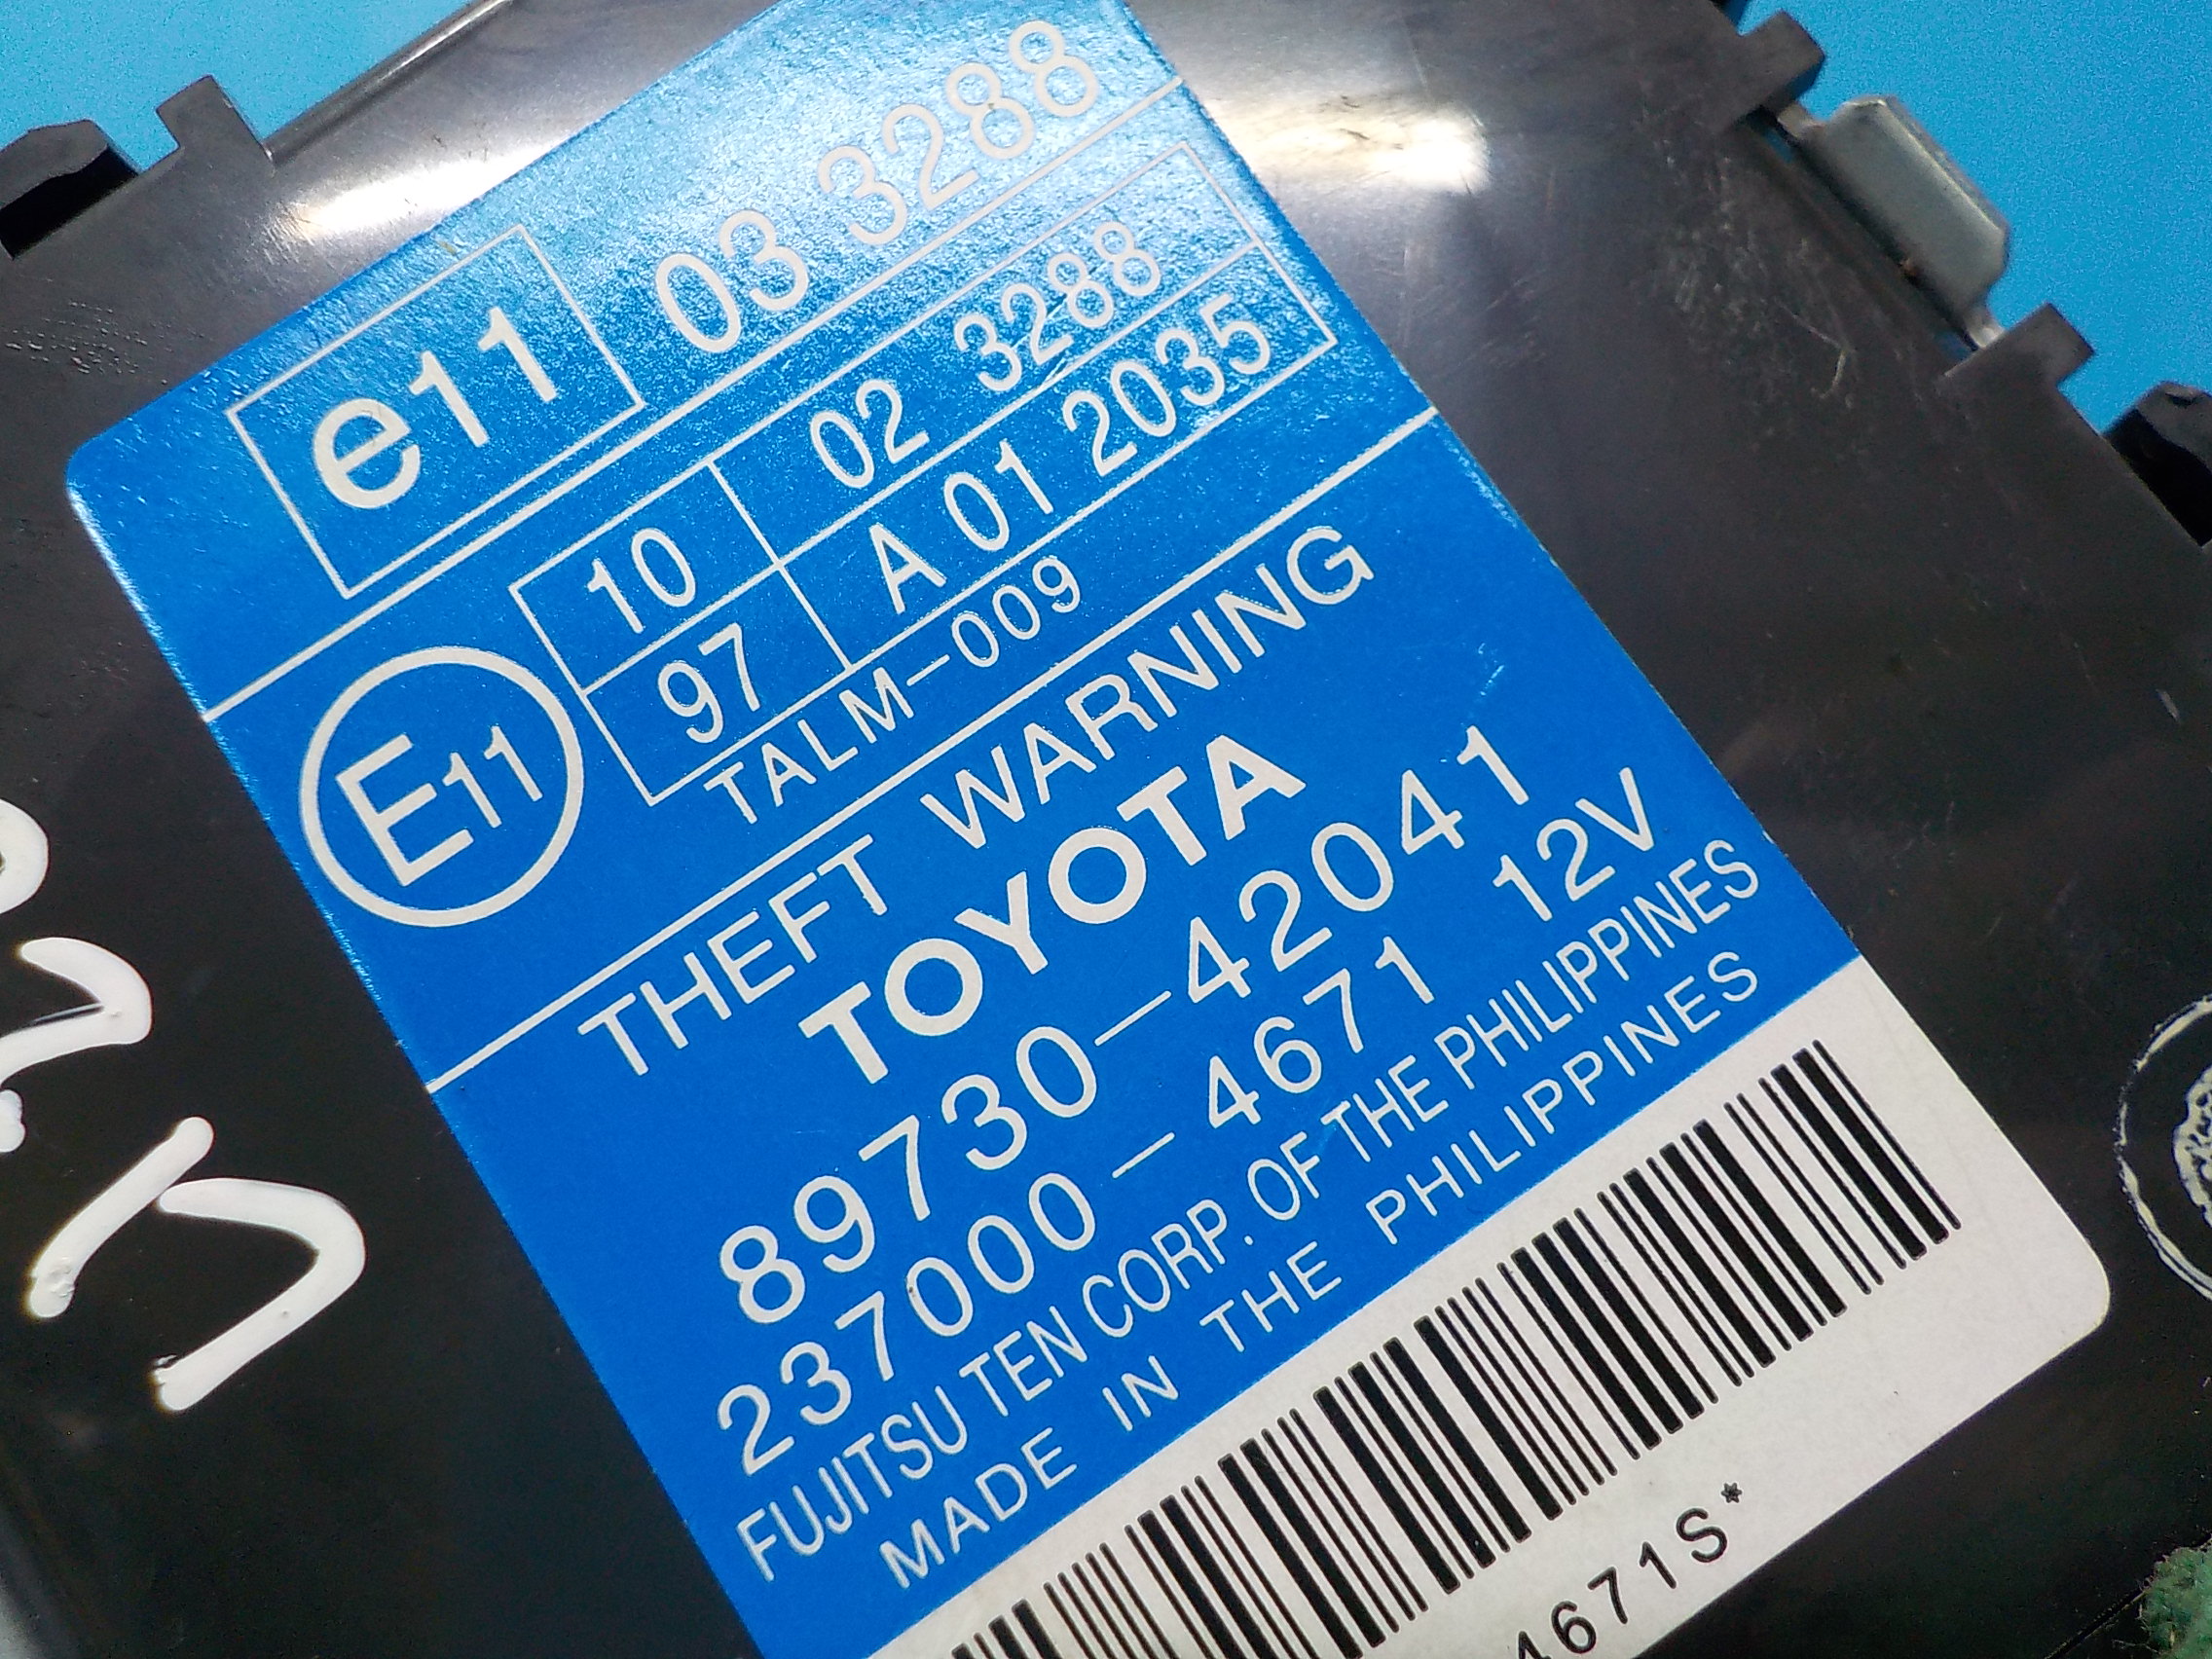 e11 03 3288
E11
10 02 3288
97 A 01 2035
TALM-009
THEFT WARNING
TOYOTA
89730-42041
237000-4671 12V
FUJITSU TEN CORP. OF THE PHILIPPINES
MADE IN THE PHILIPPINES
4671S*